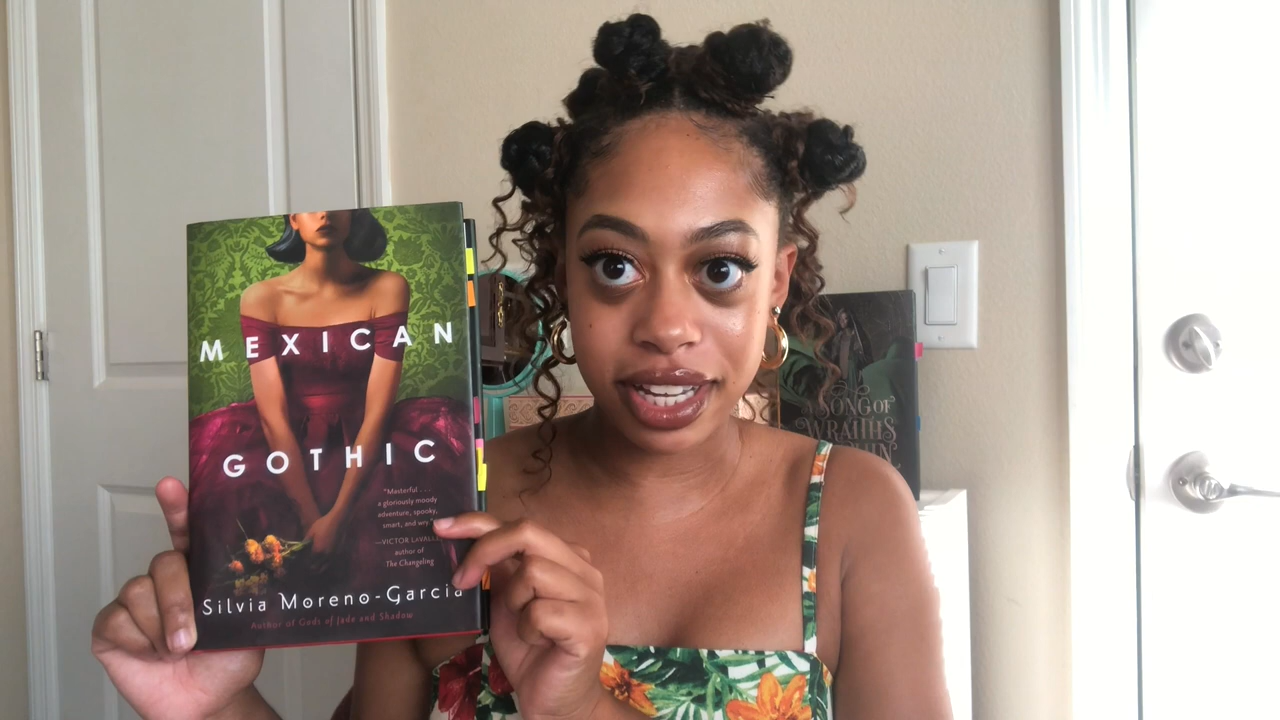 MEXICAN
GOTHIC
"Masterful . . .
a gloriously moody
adventure, spooky,
smart, and wry."
—VICTOR LAVALL
author of
The Changeling
Silvia Moreno-Garcia
Author of Gods of Jade and Shadow
A SONG OF
WRAITHS